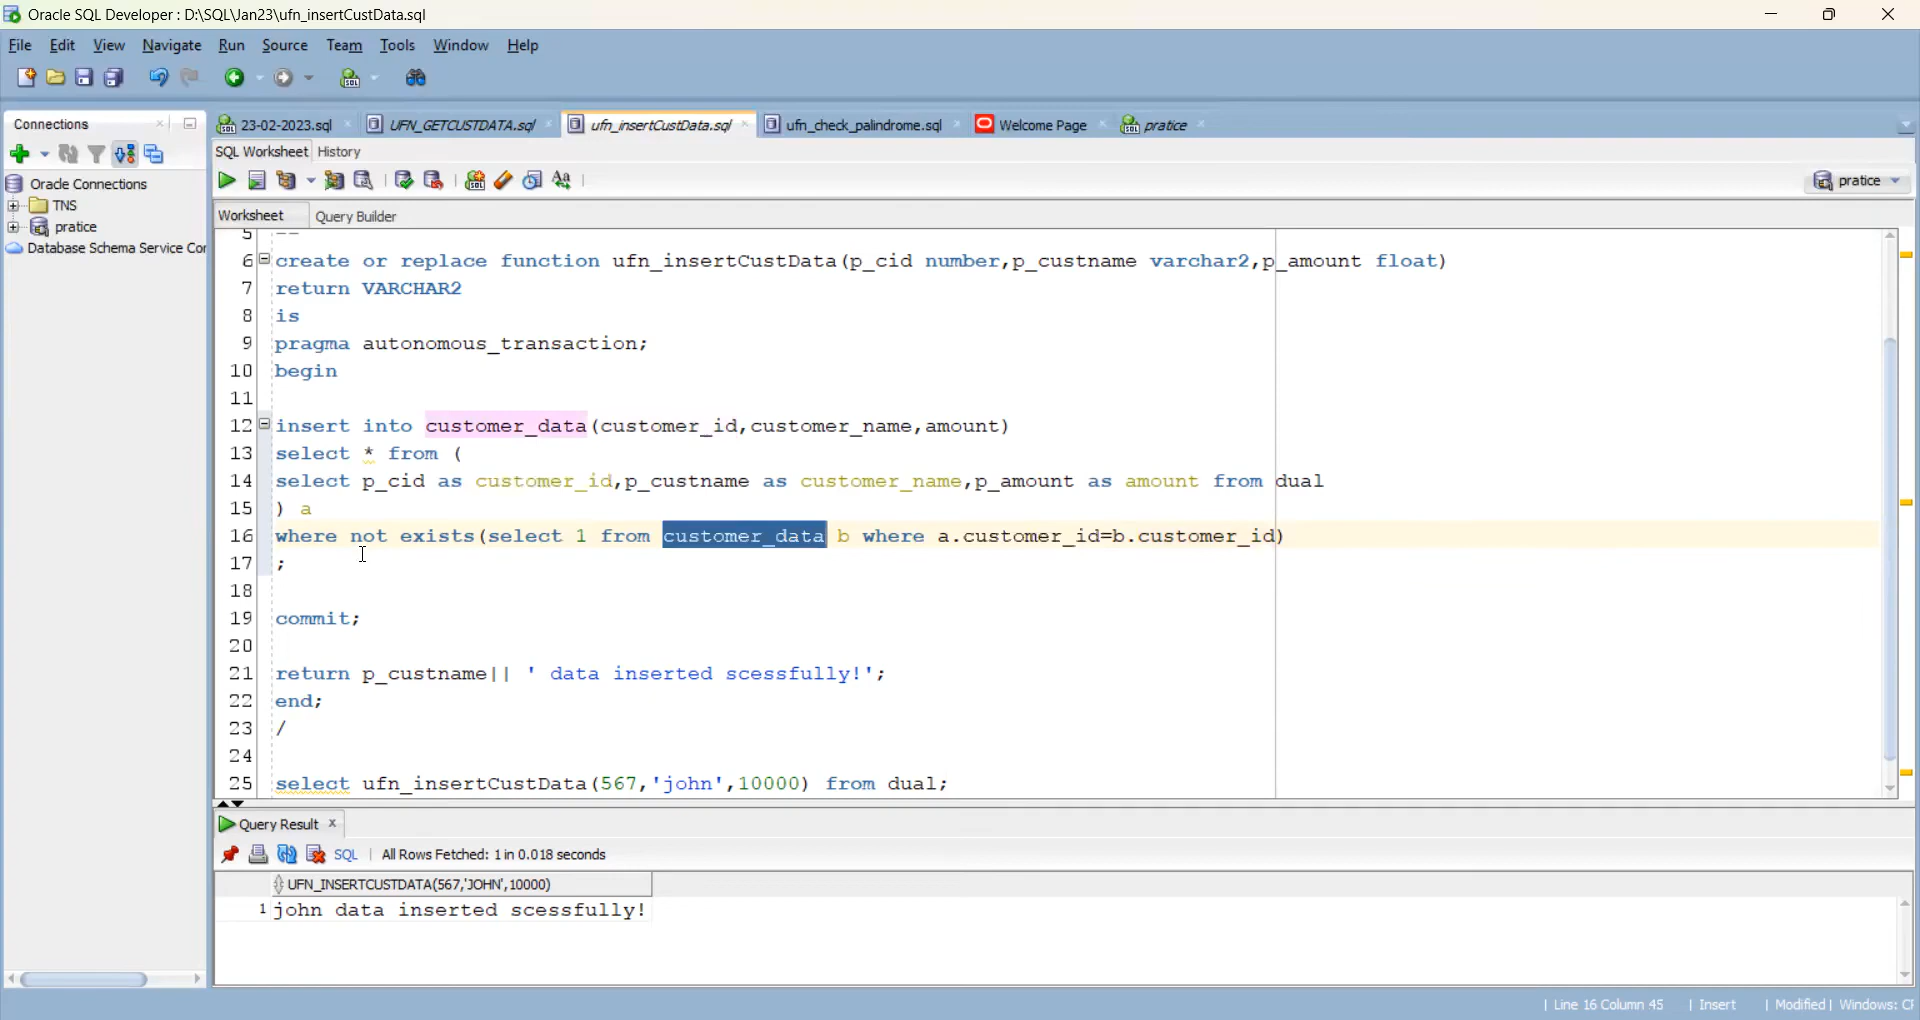 Oracle SQL Developer : D:\SQL\Jan23\ufn_insertCustData.sql
File Edit View Navigate Run Source Team Tools Window Help
Connections
23-02-2023.sql UFN_GETCUSTDATA.sql ufn_insertCustData.sql ufn_check_palindrome.sql Welcome Page pratice
SQL Worksheet History
pratice
Oracle Connections
TNS
pratice
Database Schema Service Cor
Worksheet Query Builder
5 --
6 create or replace function ufn_insertCustData(p_cid number,p_custname varchar2,p_amount float)
7 return VARCHAR2
8 is
9 pragma autonomous_transaction;
10 begin
11
12 insert into customer_data(customer_id,customer_name,amount)
13 select * from (
14 select p_cid as customer_id,p_custname as customer_name,p_amount as amount from dual
15 ) a
16 where not exists(select 1 from customer_data b where a.customer_id=b.customer_id)
17 ;
18
19 commit;
20
21 return p_custname|| ' data inserted scessfully!';
22 end;
23 /
24
25 select ufn_insertCustData(567,'john',10000) from dual;
Query Result
SQL | All Rows Fetched: 1 in 0.018 seconds
UFN_INSERTCUSTDATA(567,'JOHN',10000)
1 john data inserted scessfully!
| Line 16 Column 45 | Insert | Modified | Windows: C